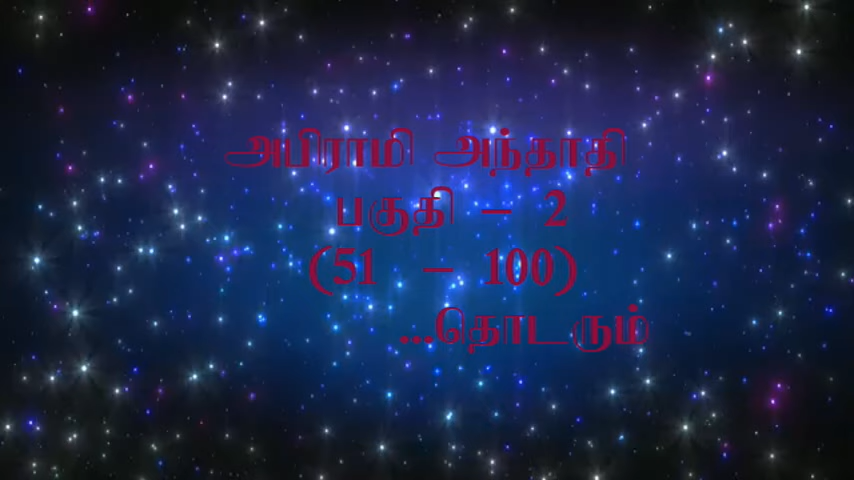 அபிராமி அந்தாதி
பகுதி - 2
(51 - 100)
...தொடரும்